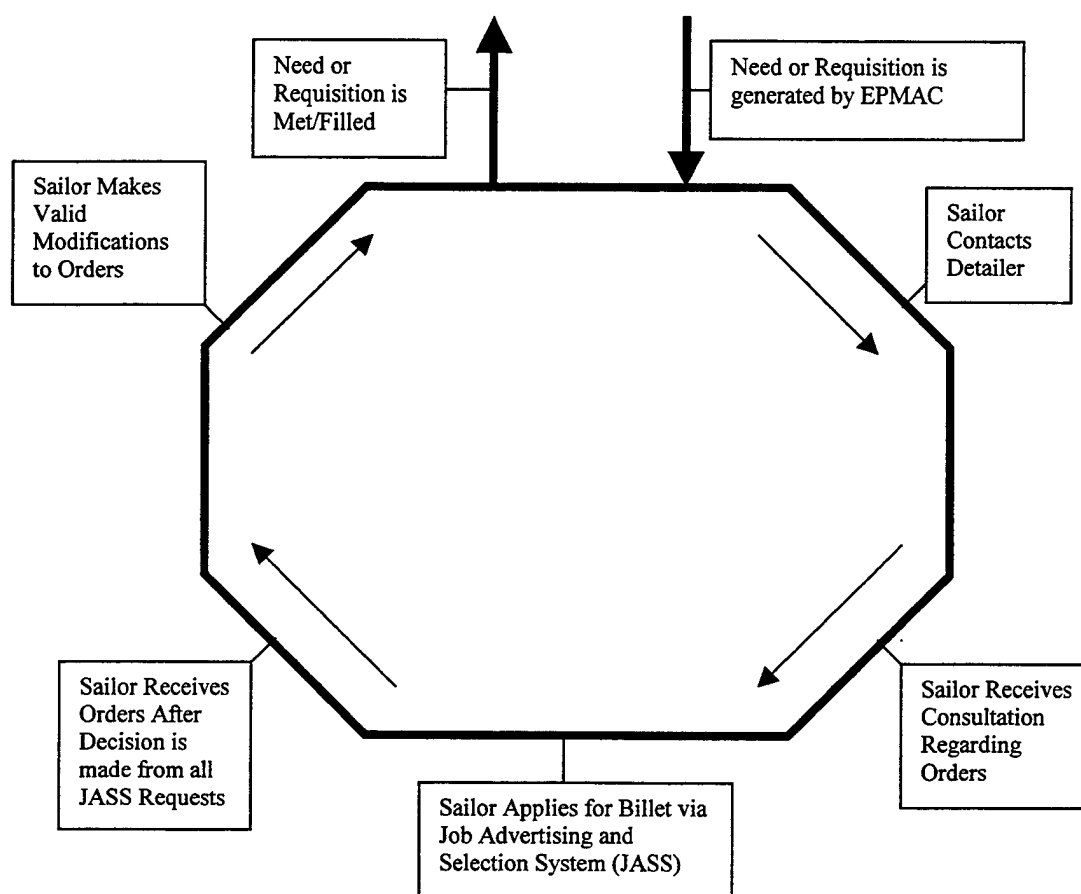 Need or
Requisition is
Met/Filled
Need or Requisition is
generated by EPMAC
Sailor Makes
Valid
Modifications
to Orders
Sailor
Contacts
Detailer
Sailor Receives
Orders After
Decision is
made from all
JASS Requests
Sailor Applies for Billet via
Job Advertising and
Selection System (JASS)
Sailor Receives
Consultation
Regarding
Orders